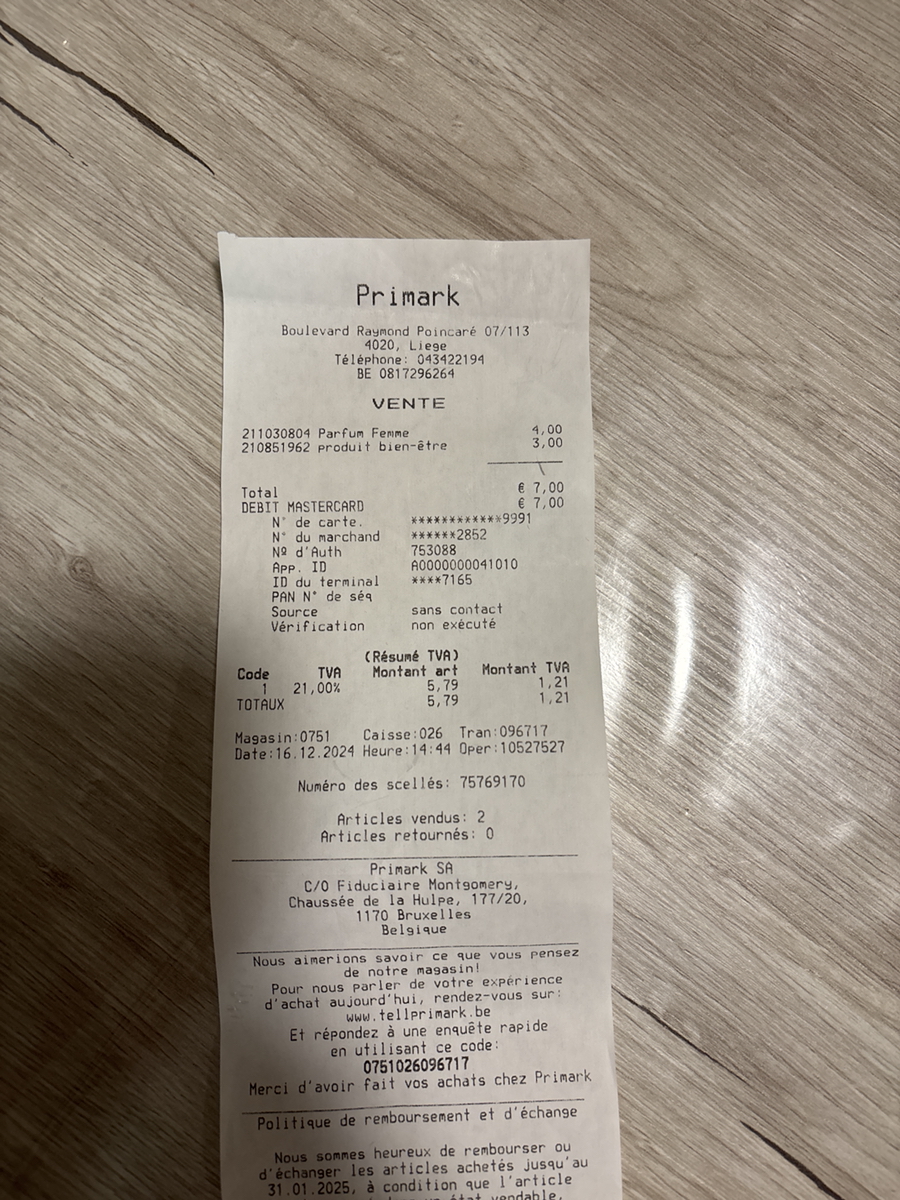 Primark
Boulevard Raymond Poincaré 07/113
4020, Liege
Téléphone: 043422194
BE 0817296264
VENTE
211030804 Parfum Femme 4,00
210851962 produit bien-être 3,00
Total € 7,00
DEBIT MASTERCARD € 7,00
N° de carte. ************9991
N° du marchand ******2852
Nº d'Auth 753088
App. ID A0000000041010
ID du terminal ****7165
PAN N° de séq
Source sans contact
Vérification non exécuté
(Résumé TVA)
Code TVA Montant art Montant TVA
1 21,00% 5,79 1,21
TOTAUX 5,79 1,21
Magasin:0751 Caisse:026 Tran:096717
Date:16.12.2024 Heure:14:44 Oper:10527527
Numéro des scellés: 75769170
Articles vendus: 2
Articles retournés: 0
Primark SA
C/O Fiduciaire Montgomery,
Chaussée de la Hulpe, 177/20,
1170 Bruxelles
Belgique
Nous aimerions savoir ce que vous pensez
de notre magasin!
Pour nous parler de votre expérience
d'achat aujourd'hui, rendez-vous sur:
www.tellprimark.be
Et répondez à une enquête rapide
en utilisant ce code:
0751026096717
Merci d'avoir fait vos achats chez Primark
Politique de remboursement et d'échange
Nous sommes heureux de rembourser ou
d'échanger les articles achetés jusqu'au
31.01.2025, à condition que l'article
état vendable,